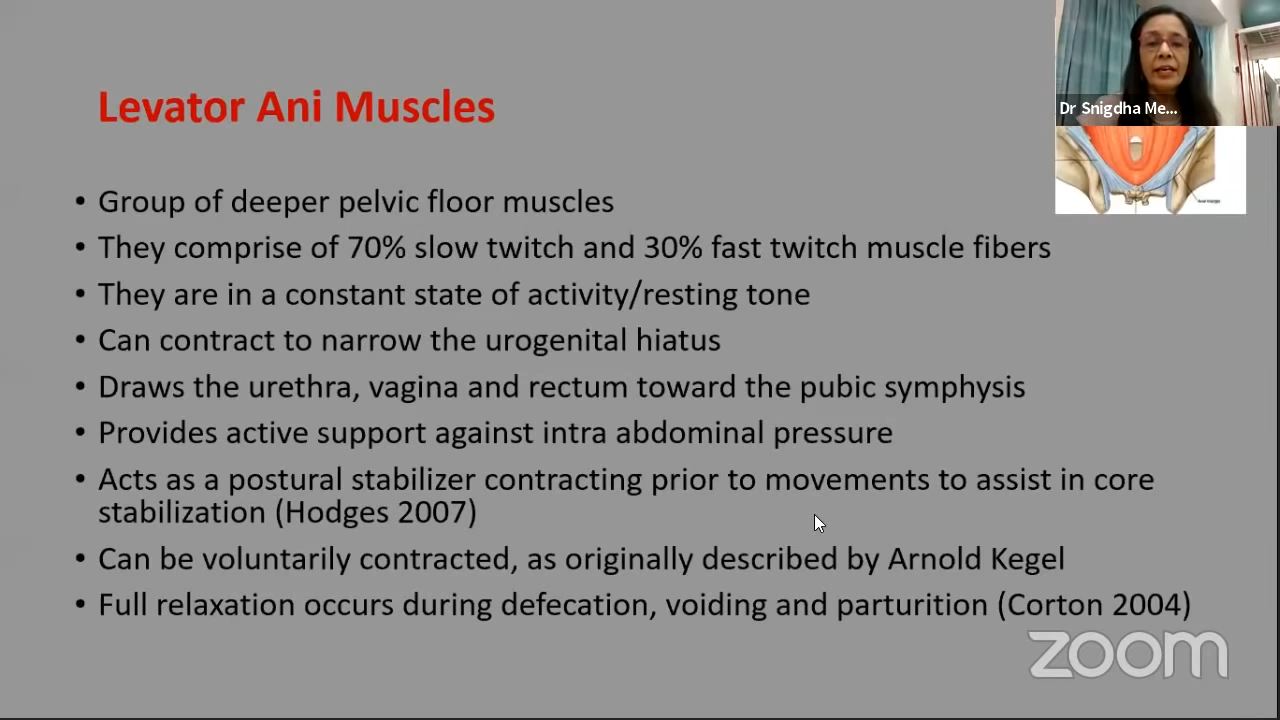 Levator Ani Muscles
Dr Snigdha Me...
• Group of deeper pelvic floor muscles
• They comprise of 70% slow twitch and 30% fast twitch muscle fibers
• They are in a constant state of activity/resting tone
• Can contract to narrow the urogenital hiatus
• Draws the urethra, vagina and rectum toward the pubic symphysis
• Provides active support against intra abdominal pressure
• Acts as a postural stabilizer contracting prior to movements to assist in core
stabilization (Hodges 2007)
• Can be voluntarily contracted, as originally described by Arnold Kegel
• Full relaxation occurs during defecation, voiding and parturition (Corton 2004)
zoom